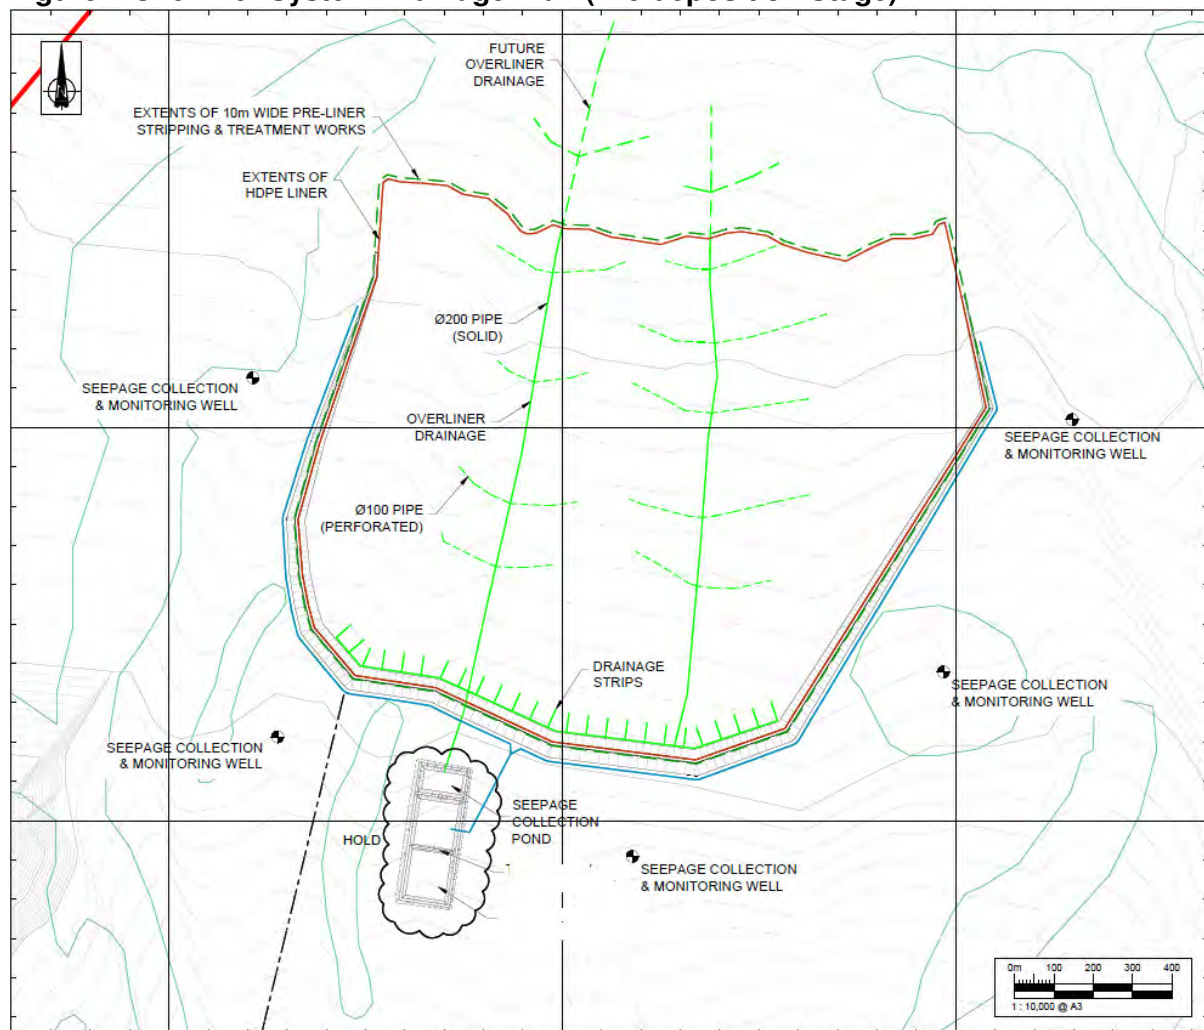 FUTURE
OVERLINER
DRAINAGE
EXTENTS OF 10m WIDE PRE-LINER
STRIPPING & TREATMENT WORKS
EXTENTS OF
HDPE LINER
Ø200 PIPE
(SOLID)
SEEPAGE COLLECTION
& MONITORING WELL
OVERLINER
DRAINAGE
SEEPAGE COLLECTION
& MONITORING WELL
Ø100 PIPE
(PERFORATED)
DRAINAGE
STRIPS
SEEPAGE COLLECTION
& MONITORING WELL
SEEPAGE COLLECTION
& MONITORING WELL
SEEPAGE
COLLECTION
POND
HOLD
SEEPAGE COLLECTION
& MONITORING WELL
0m 100 200 300 400
1 : 10,000 @ A3